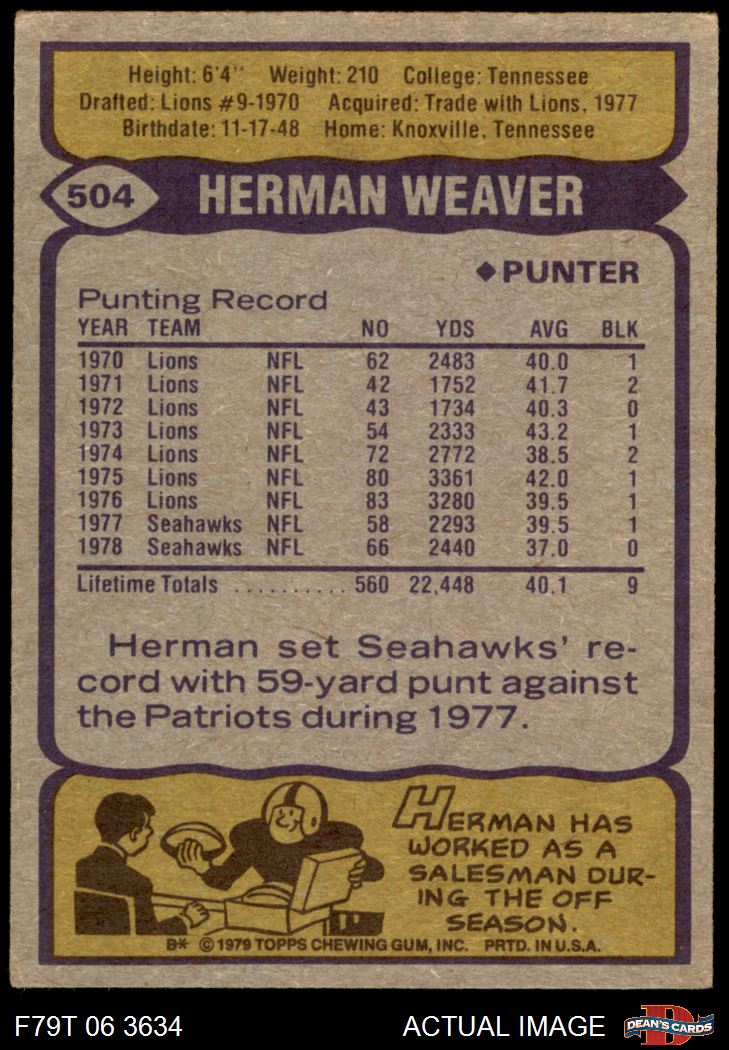 Height: 6'4" Weight: 210 College: Tennessee
Drafted: Lions #9-1970 Acquired: Trade with Lions, 1977
Birthdate: 11-17-48 Home: Knoxville, Tennessee
504 HERMAN WEAVER
◆PUNTER
Punting Record
YEAR TEAM NO YDS AVG BLK
1970 Lions NFL 62 2483 40.0 1
1971 Lions NFL 42 1752 41.7 2
1972 Lions NFL 43 1734 40.3 0
1973 Lions NFL 54 2333 43.2 1
1974 Lions NFL 72 2772 38.5 2
1975 Lions NFL 80 3361 42.0 1
1976 Lions NFL 83 3280 39.5 1
1977 Seahawks NFL 58 2293 39.5 1
1978 Seahawks NFL 66 2440 37.0 0
Lifetime Totals .......... 560 22,448 40.1 9
Herman set Seahawks' re-
cord with 59-yard punt against
the Patriots during 1977.
HERMAN HAS
WORKED AS A
SALESMAN DUR-
ING THE OFF
SEASON.
B* © 1979 TOPPS CHEWING GUM, INC. PRTD. IN U.S.A.
F79T 06 3634 ACTUAL IMAGE D DEAN'S CARDS